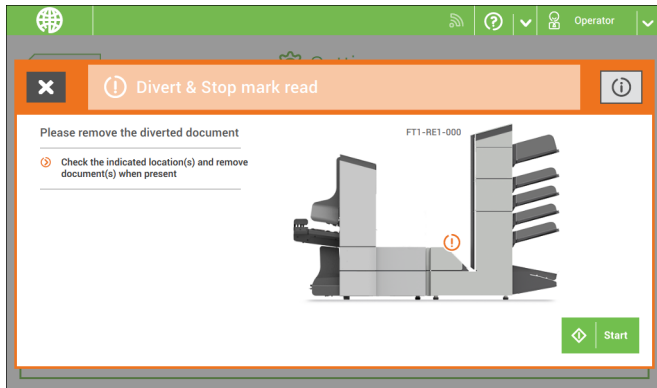 Operator
Divert & Stop mark read
Please remove the diverted document
FT1-RE1-000
Check the indicated location(s) and remove
document(s) when present
Start